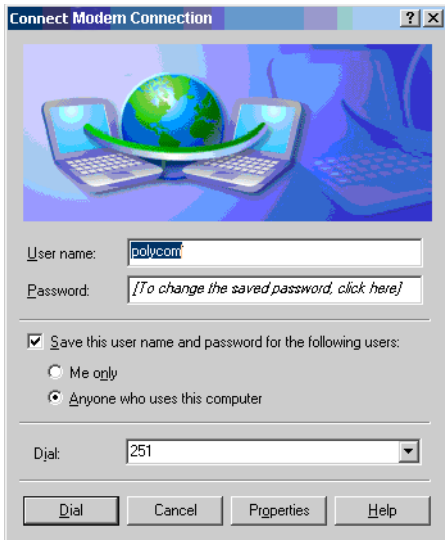 Connect Modem Connection
User name: polycom
Password: [To change the saved password, click here]
Save this user name and password for the following users:
Me only
Anyone who uses this computer
Dial: 251
Dial Cancel Properties Help